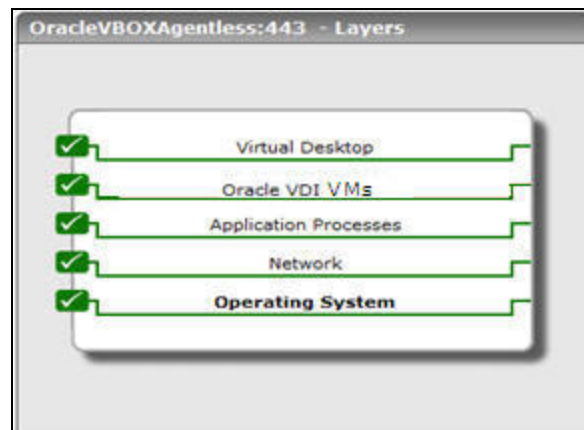 OracleVBOXAgentless:443 - Layers
Virtual Desktop
Oracle VDI VMs
Application Processes
Network
Operating System